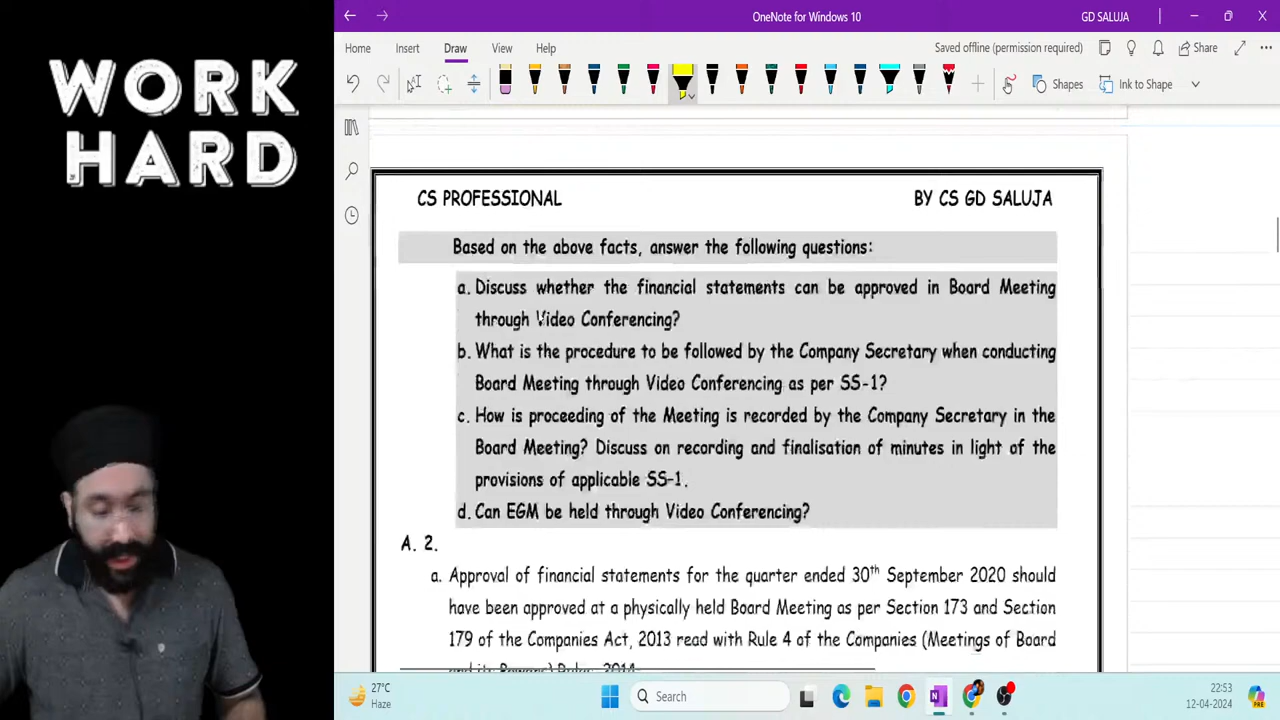 WORK
HARD
OneNote for Windows 10
GD SALUJA
Home
Insert
Draw
View
Help
Saved offline (permission required)
Share
Shapes
Ink to Shape
CS PROFESSIONAL
BY CS GD SALUJA
Based on the above facts, answer the following questions:
a. Discuss whether the financial statements can be approved in Board Meeting
through Video Conferencing?
b. What is the procedure to be followed by the Company Secretary when conducting
Board Meeting through Video Conferencing as per SS-1?
c. How is proceeding of the Meeting is recorded by the Company Secretary in the
Board Meeting? Discuss on recording and finalisation of minutes in light of the
provisions of applicable SS-1.
d. Can EGM be held through Video Conferencing?
A. 2.
a. Approval of financial statements for the quarter ended 30th September 2020 should
have been approved at a physically held Board Meeting as per Section 173 and Section
179 of the Companies Act, 2013 read with Rule 4 of the Companies (Meetings of Board
and its Powers) Rules, 2014.
27°C
Haze
Search
22:53
12-04-2024
PRE